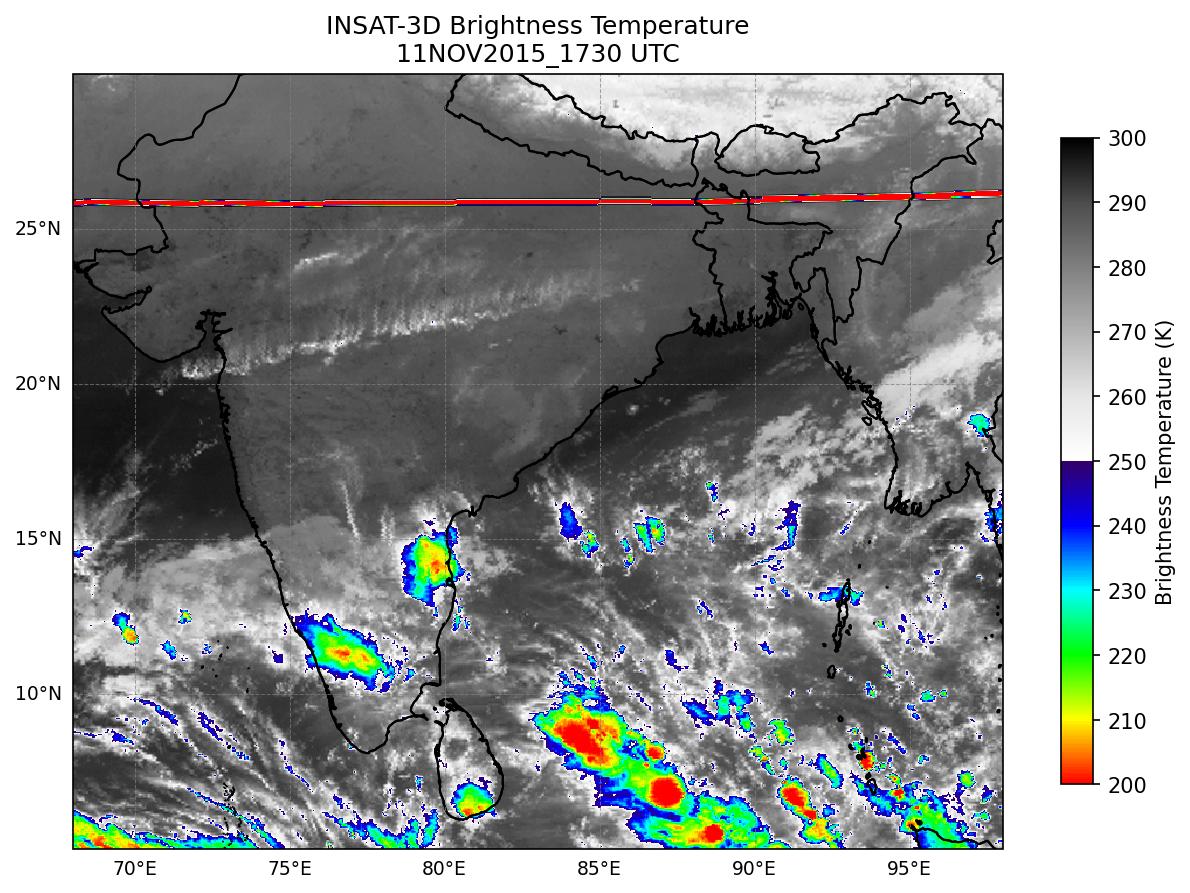 INSAT-3D Brightness Temperature
11NOV2015_1730 UTC
25°N
20°N
15°N
10°N
70°E
75°E
80°E
85°E
90°E
95°E
300
290
280
270
260
250
240
230
220
210
200
Brightness Temperature (K)